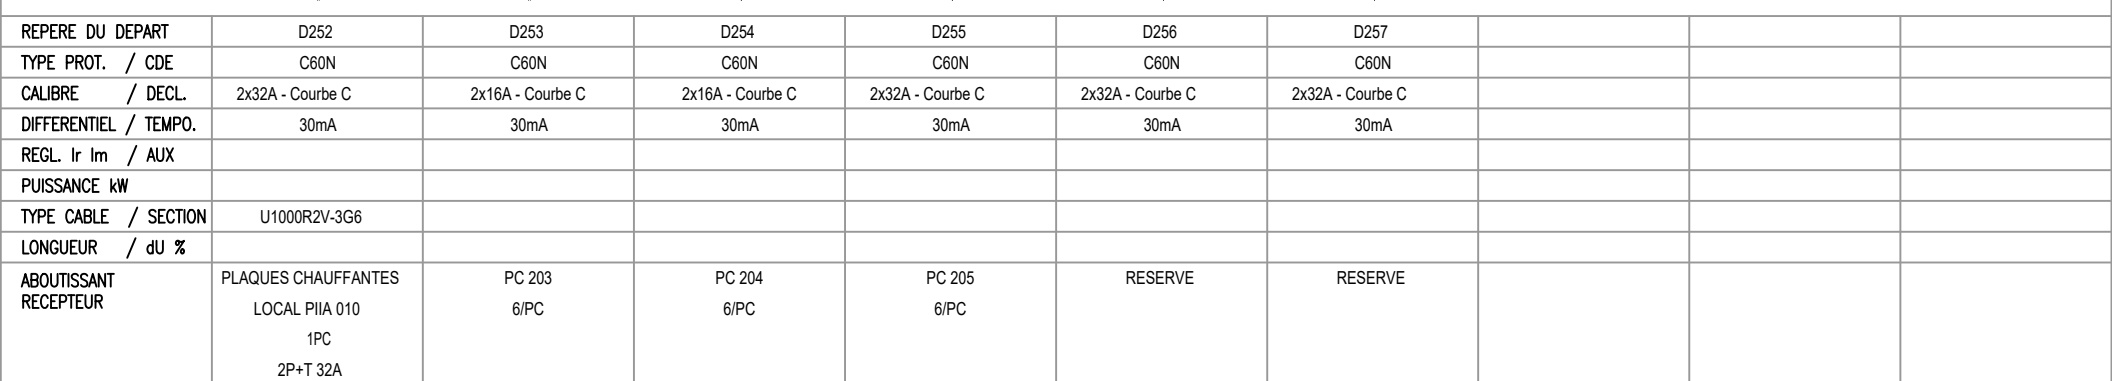 REPERE DU DEPART D252 D253 D254 D255 D256 D257
TYPE PROT. / CDE C60N C60N C60N C60N C60N C60N
CALIBRE / DECL. 2x32A - Courbe C 2x16A - Courbe C 2x16A - Courbe C 2x32A - Courbe C 2x32A - Courbe C 2x32A - Courbe C
DIFFERENTIEL / TEMPO. 30mA 30mA 30mA 30mA 30mA 30mA
REGL. Ir Im / AUX
PUISSANCE kW
TYPE CABLE / SECTION U1000R2V-3G6
LONGUEUR / dU %
ABOUTISSANT PLAQUES CHAUFFANTES PC 203 PC 204 PC 205 RESERVE RESERVE
RECEPTEUR LOCAL PIIA 010 6/PC 6/PC 6/PC
1PC
2P+T 32A